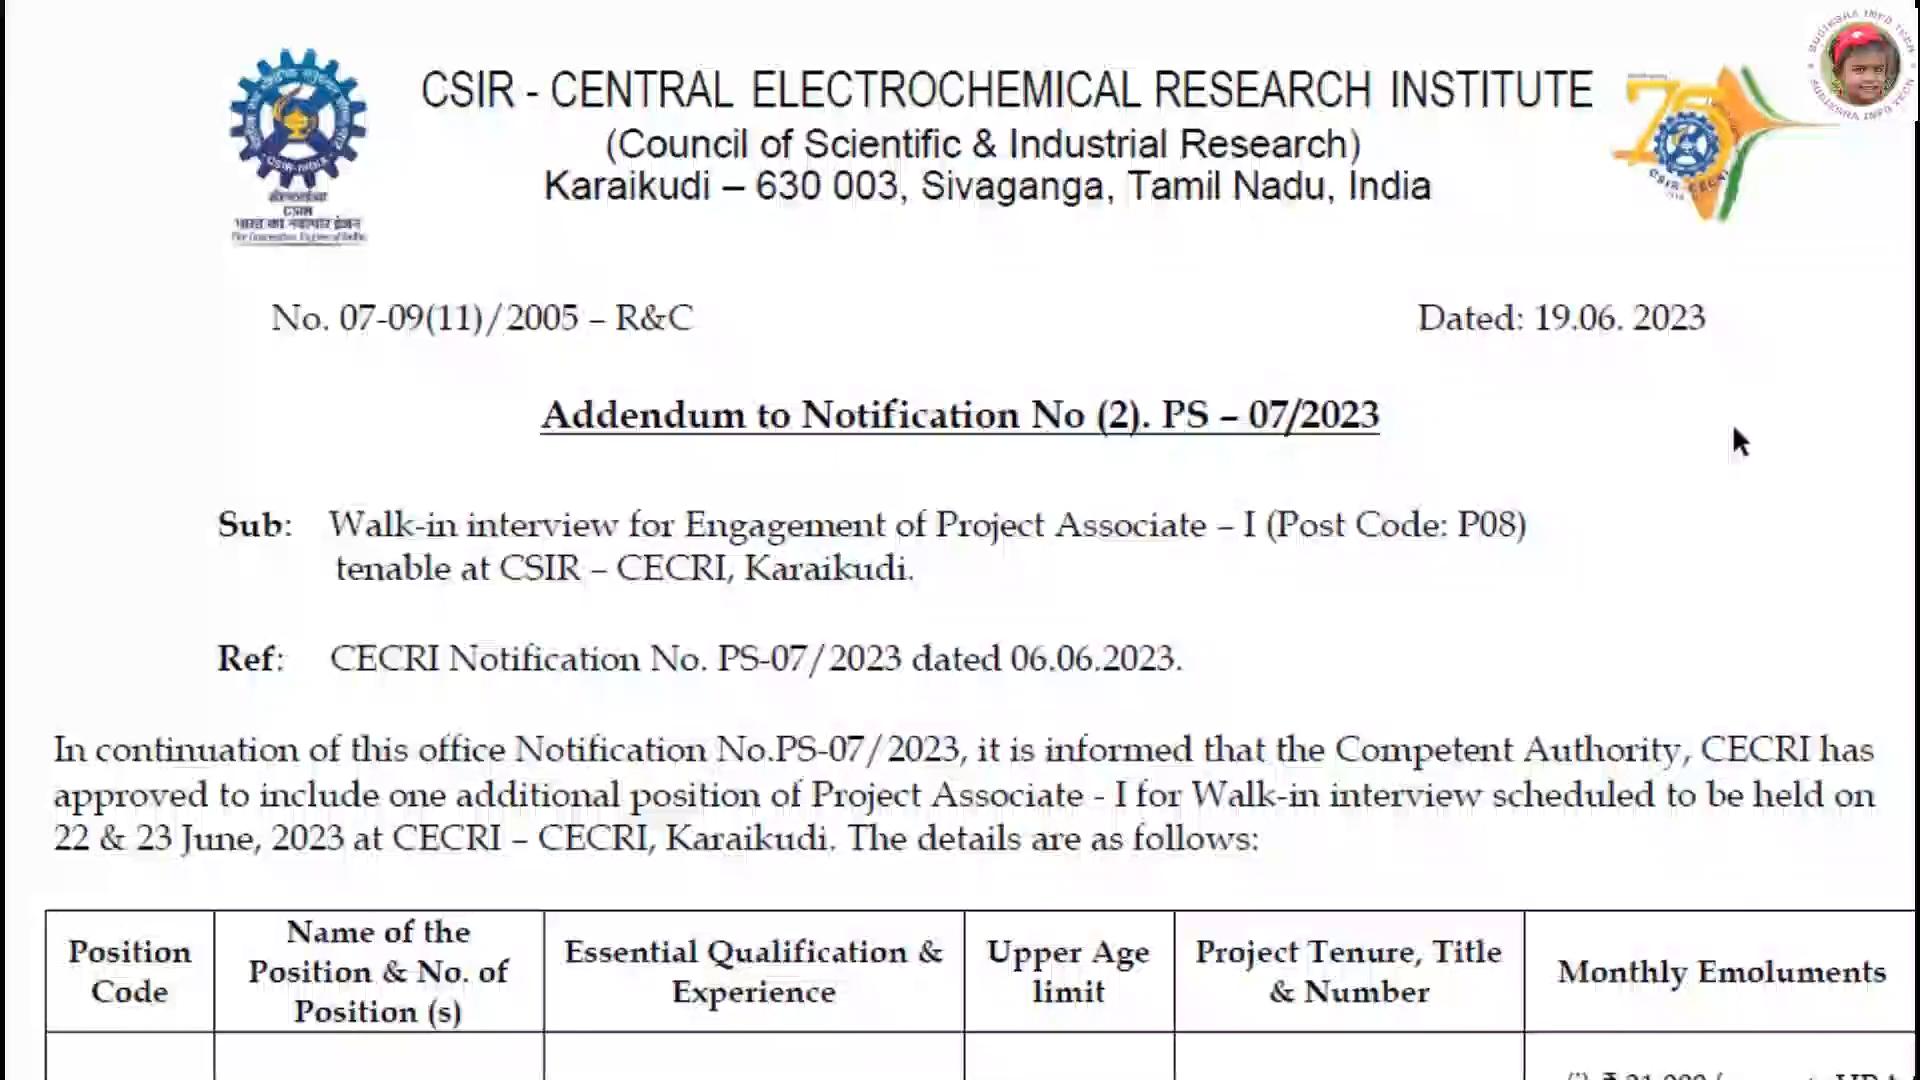 CSIR - CENTRAL ELECTROCHEMICAL RESEARCH INSTITUTE
(Council of Scientific & Industrial Research)
Karaikudi – 630 003, Sivaganga, Tamil Nadu, India
CSIR
No. 07-09(11)/2005 – R&C
Dated: 19.06. 2023
Addendum to Notification No (2). PS – 07/2023
Sub: Walk-in interview for Engagement of Project Associate – I (Post Code: P08)
tenable at CSIR – CECRI, Karaikudi.
Ref: CECRI Notification No. PS-07/2023 dated 06.06.2023.
In continuation of this office Notification No.PS-07/2023, it is informed that the Competent Authority, CECRI has
approved to include one additional position of Project Associate - I for Walk-in interview scheduled to be held on
22 & 23 June, 2023 at CECRI – CECRI, Karaikudi. The details are as follows:
Position
Code
Name of the
Position & No. of
Position (s)
Essential Qualification &
Experience
Upper Age
limit
Project Tenure, Title
& Number
Monthly Emoluments